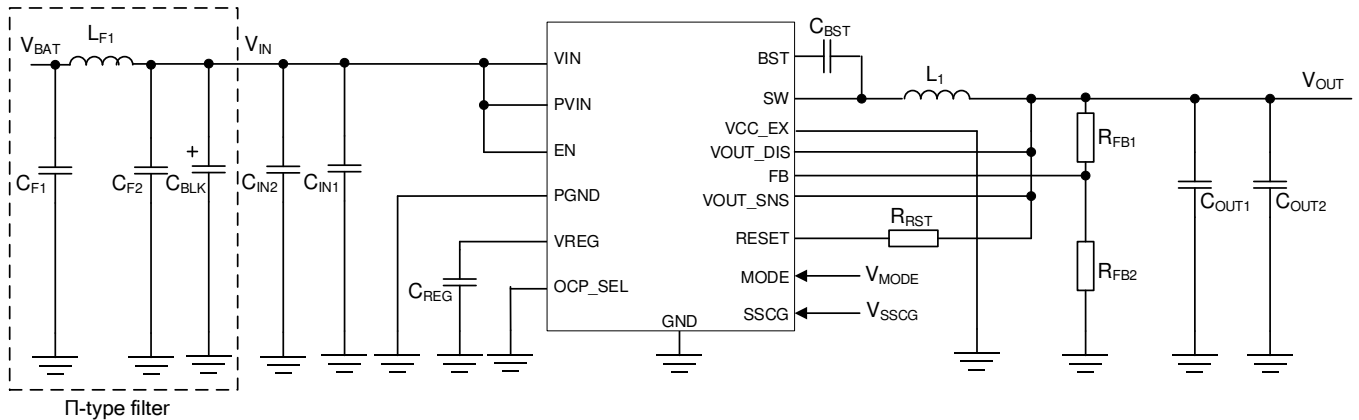 V_BAT
L_F1
V_IN
C_F1
C_F2
+
C_BLK
C_IN2
C_IN1
C_REG
VIN
PVIN
EN
PGND
VREG
OCP_SEL
GND
BST
SW
VCC_EX
VOUT_DIS
FB
VOUT_SNS
RESET
MODE
SSCG
C_BST
L_1
V_OUT
R_FB1
R_RST
R_FB2
C_OUT1
C_OUT2
V_MODE
V_SSCG
Π-type filter